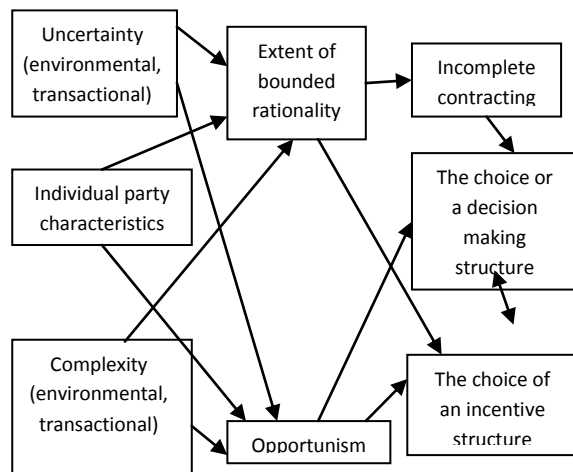 Uncertainty
(environmental,
transactional)
Extent of
bounded
rationality
Incomplete
contracting
Individual party
characteristics
The choice or
a decision
making
structure
Complexity
(environmental,
transactional)
Opportunism
The choice of
an incentive
structure